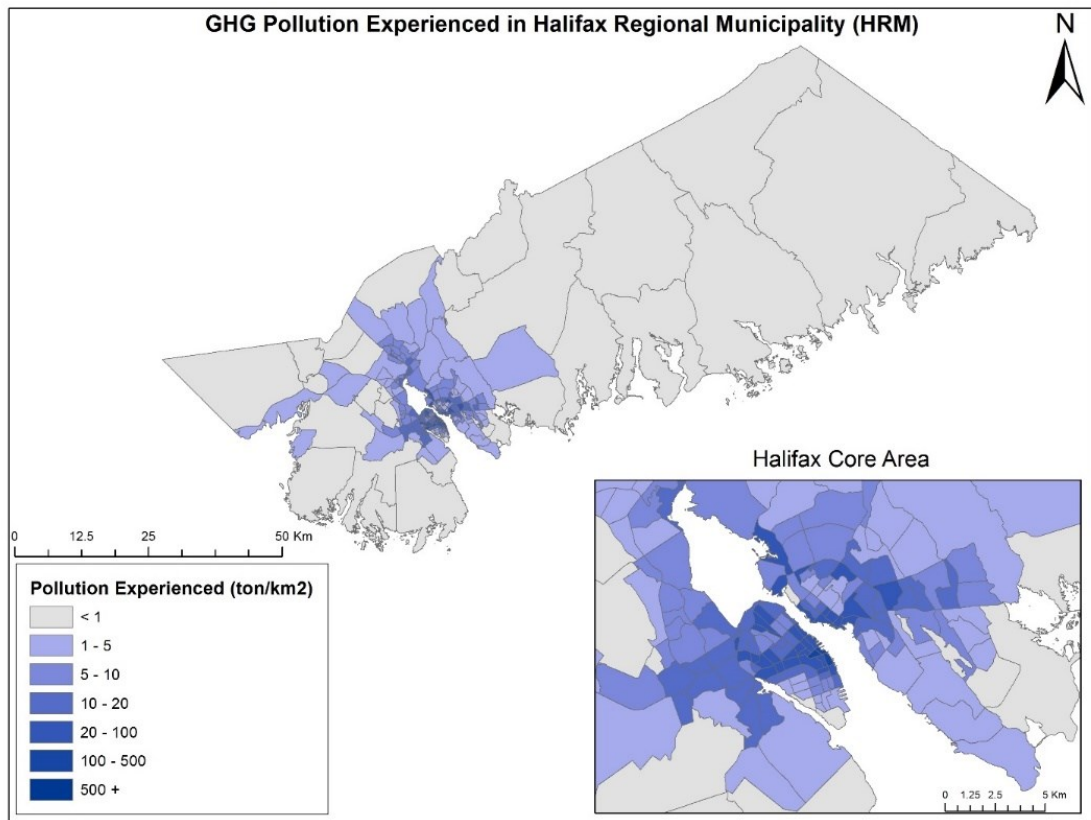 GHG Pollution Experienced in Halifax Regional Municipality (HRM)
N
0 12.5 25 50 Km
Pollution Experienced (ton/km2)
< 1
1 - 5
5 - 10
10 - 20
20 - 100
100 - 500
500 +
Halifax Core Area
0 1.25 2.5 5 Km